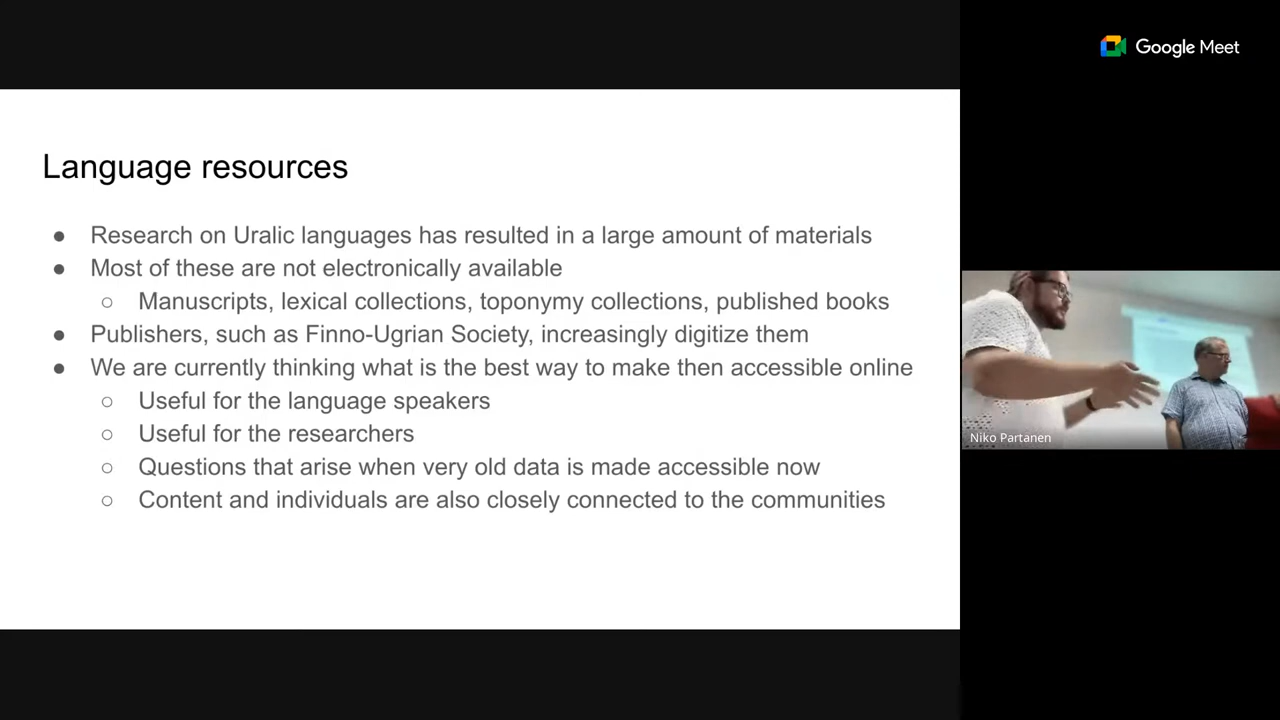 Google Meet
Language resources
● Research on Uralic languages has resulted in a large amount of materials
● Most of these are not electronically available
○ Manuscripts, lexical collections, toponymy collections, published books
● Publishers, such as Finno-Ugrian Society, increasingly digitize them
● We are currently thinking what is the best way to make then accessible online
○ Useful for the language speakers
○ Useful for the researchers
○ Questions that arise when very old data is made accessible now
○ Content and individuals are also closely connected to the communities
Niko Partanen